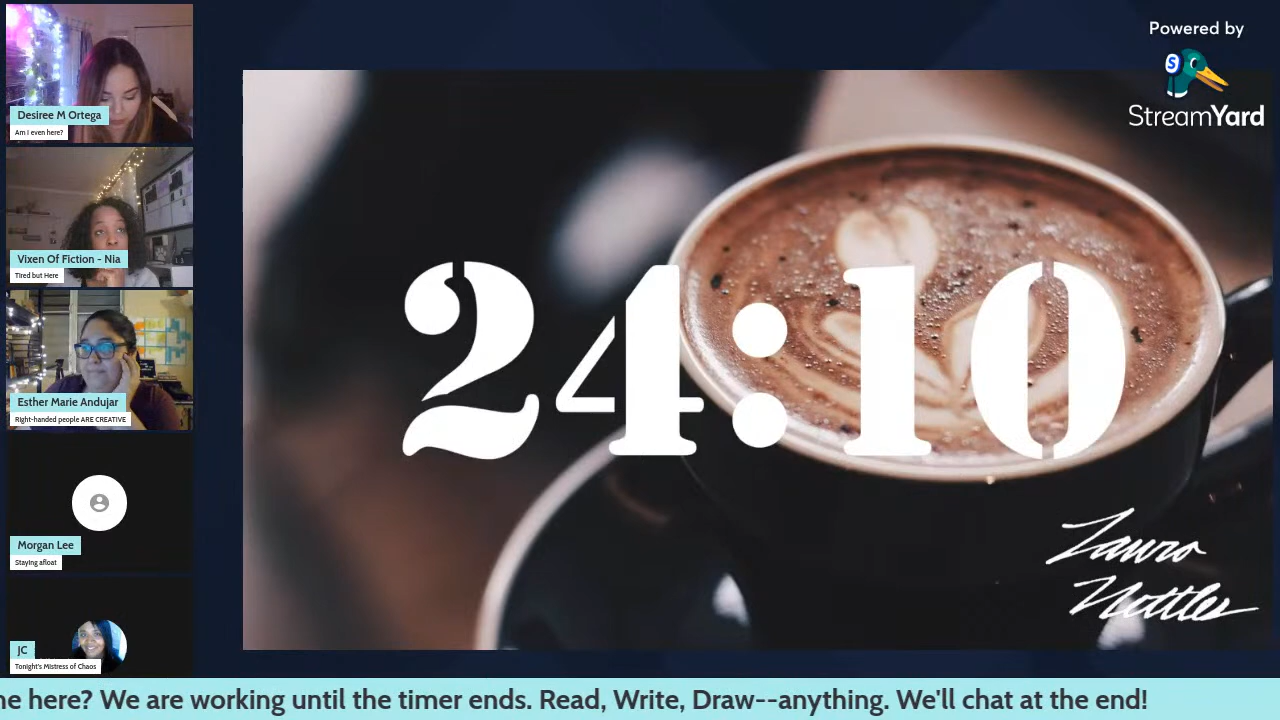 Desiree M Ortega
Am I even here?
Vixen Of Fiction - Nia
Tired but Here
Esther Marie Andujar
Right-handed people ARE CREATIVE
Morgan Lee
Staying afloat
JC
Tonight's Mistress of Chaos
Powered by
StreamYard
24:10
ne here? We are working until the timer ends. Read, Write, Draw--anything. We'll chat at the end!